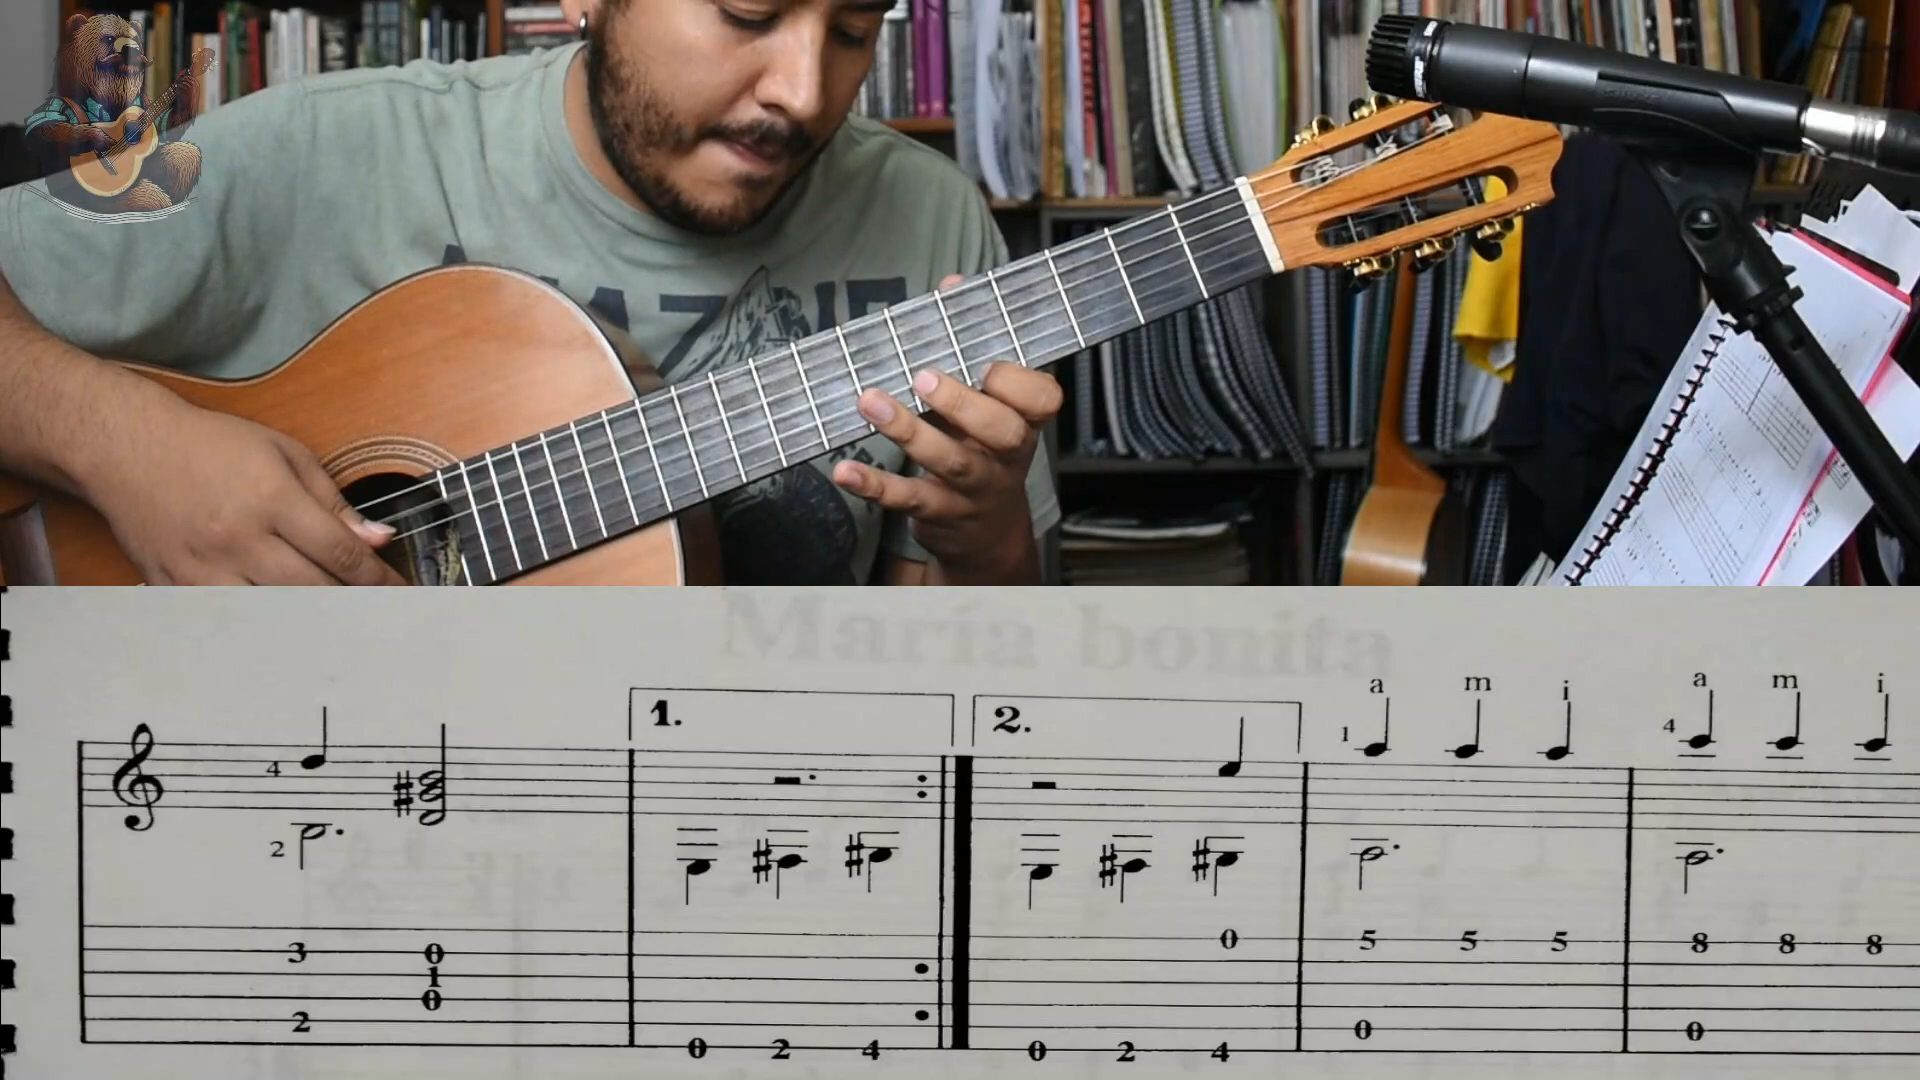 María bonita
1. 2. a m i a m i
4 1 4
2
0 5 5 5 8 8 8
3 0
1
0
2 0 0
0 2 4 0 2 4